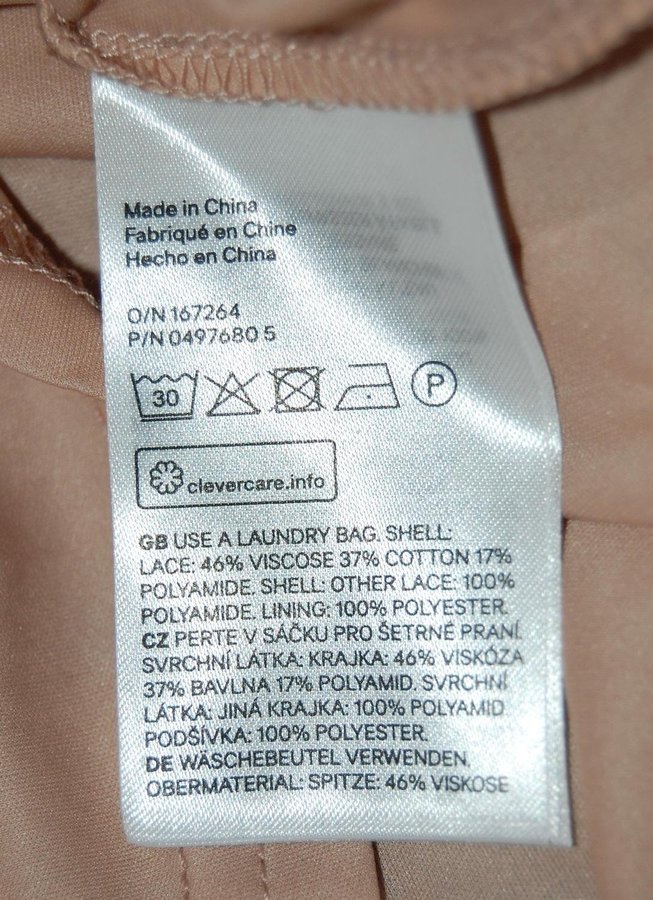 Made in China
Fabriqué en Chine
Hecho en China
O/N 167264
P/N 0497680 5
30
P
clevercare.info
GB USE A LAUNDRY BAG. SHELL:
LACE: 46% VISCOSE 37% COTTON 17%
POLYAMIDE. SHELL: OTHER LACE: 100%
POLYAMIDE. LINING: 100% POLYESTER.
CZ PERTE V SÁČKU PRO ŠETRNÉ PRANÍ.
SVRCHNÍ LÁTKA: KRAJKA: 46% VISKÓZA
37% BAVLNA 17% POLYAMID. SVRCHNÍ
LÁTKA: JINÁ KRAJKA: 100% POLYAMID
PODŠÍVKA: 100% POLYESTER.
DE WÄSCHEBEUTEL VERWENDEN.
OBERMATERIAL: SPITZE: 46% VISKOSE